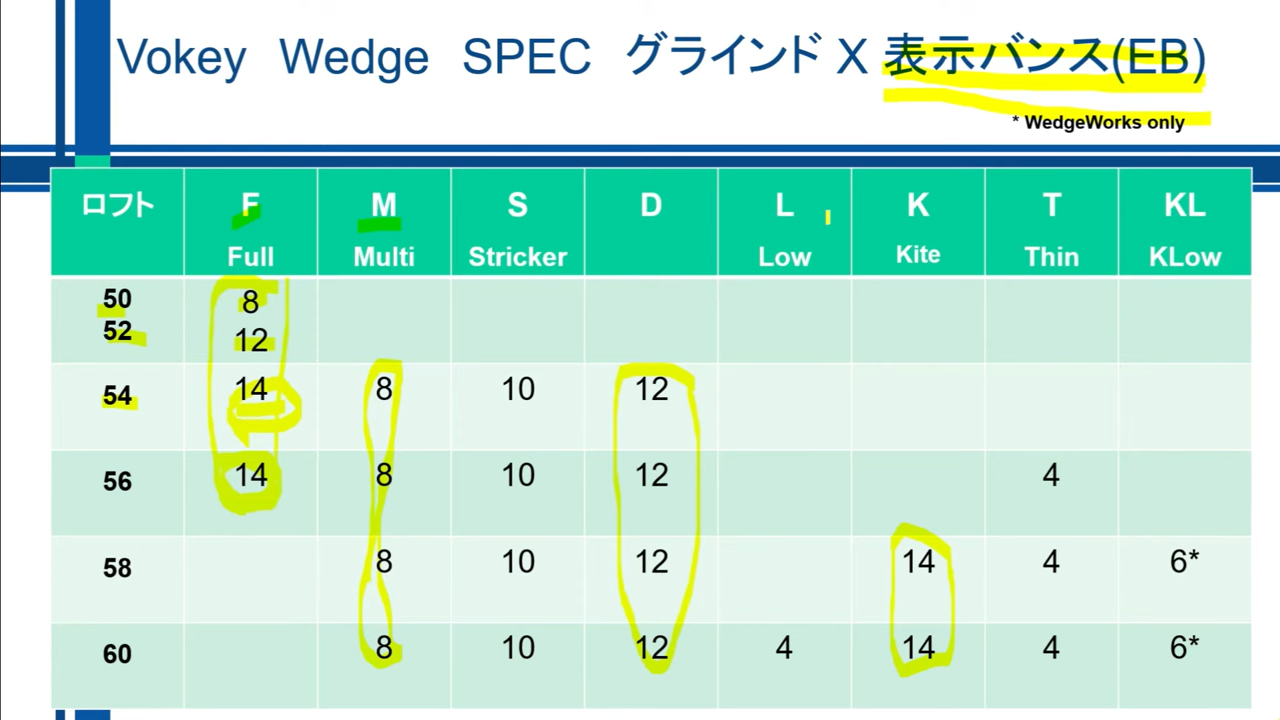 Vokey Wedge SPEC グラインド X 表示バンス(EB)
* WedgeWorks only
ロフト F M S D L K T KL
Full Multi Stricker Low Kite Thin KLow
50 8
52 12
54 14 8 10 12
56 14 8 10 12 4
58 8 10 12 14 4 6*
60 8 10 12 4 14 4 6*